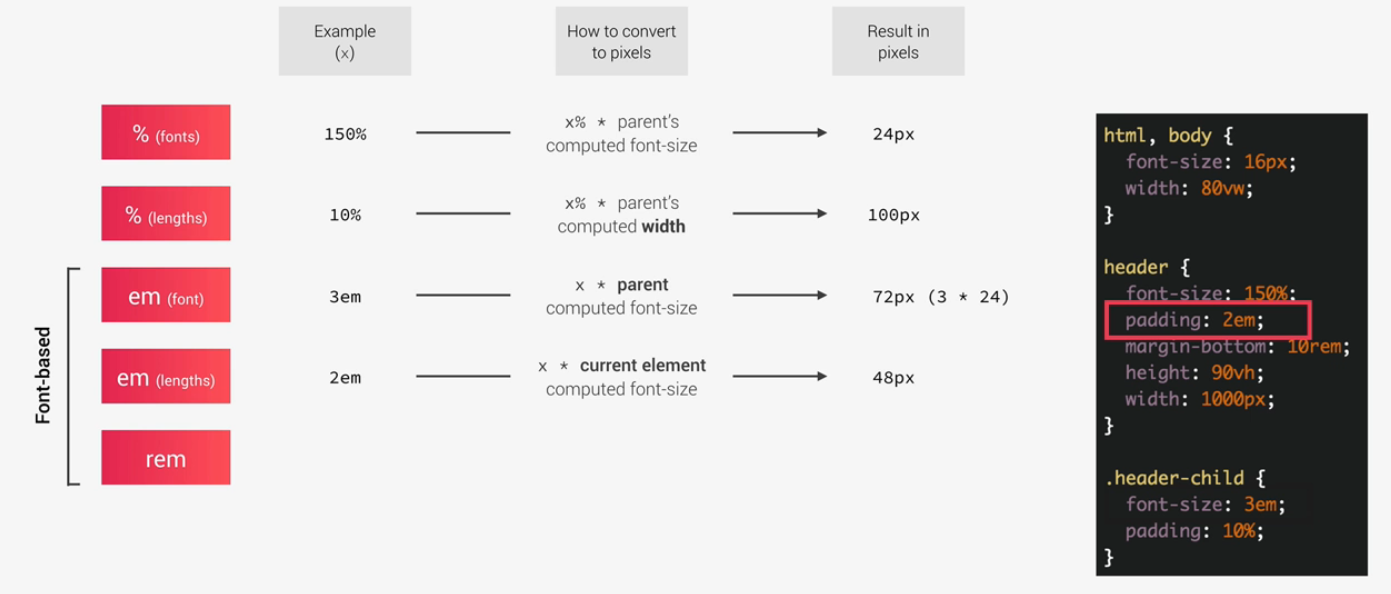 Example
(x)
How to convert
to pixels
Result in
pixels
% (fonts)
150%
x% * parent's
computed font-size
24px
% (lengths)
10%
x% * parent's
computed width
100px
Font-based
em (font)
3em
x * parent
computed font-size
72px (3 * 24)
em (lengths)
2em
x * current element
computed font-size
48px
rem
html, body {
font-size: 16px;
width: 80vw;
}
header {
font-size: 150%;
padding: 2em;
margin-bottom: 10rem;
height: 90vh;
width: 1000px;
}
.header-child {
font-size: 3em;
padding: 10%;
}